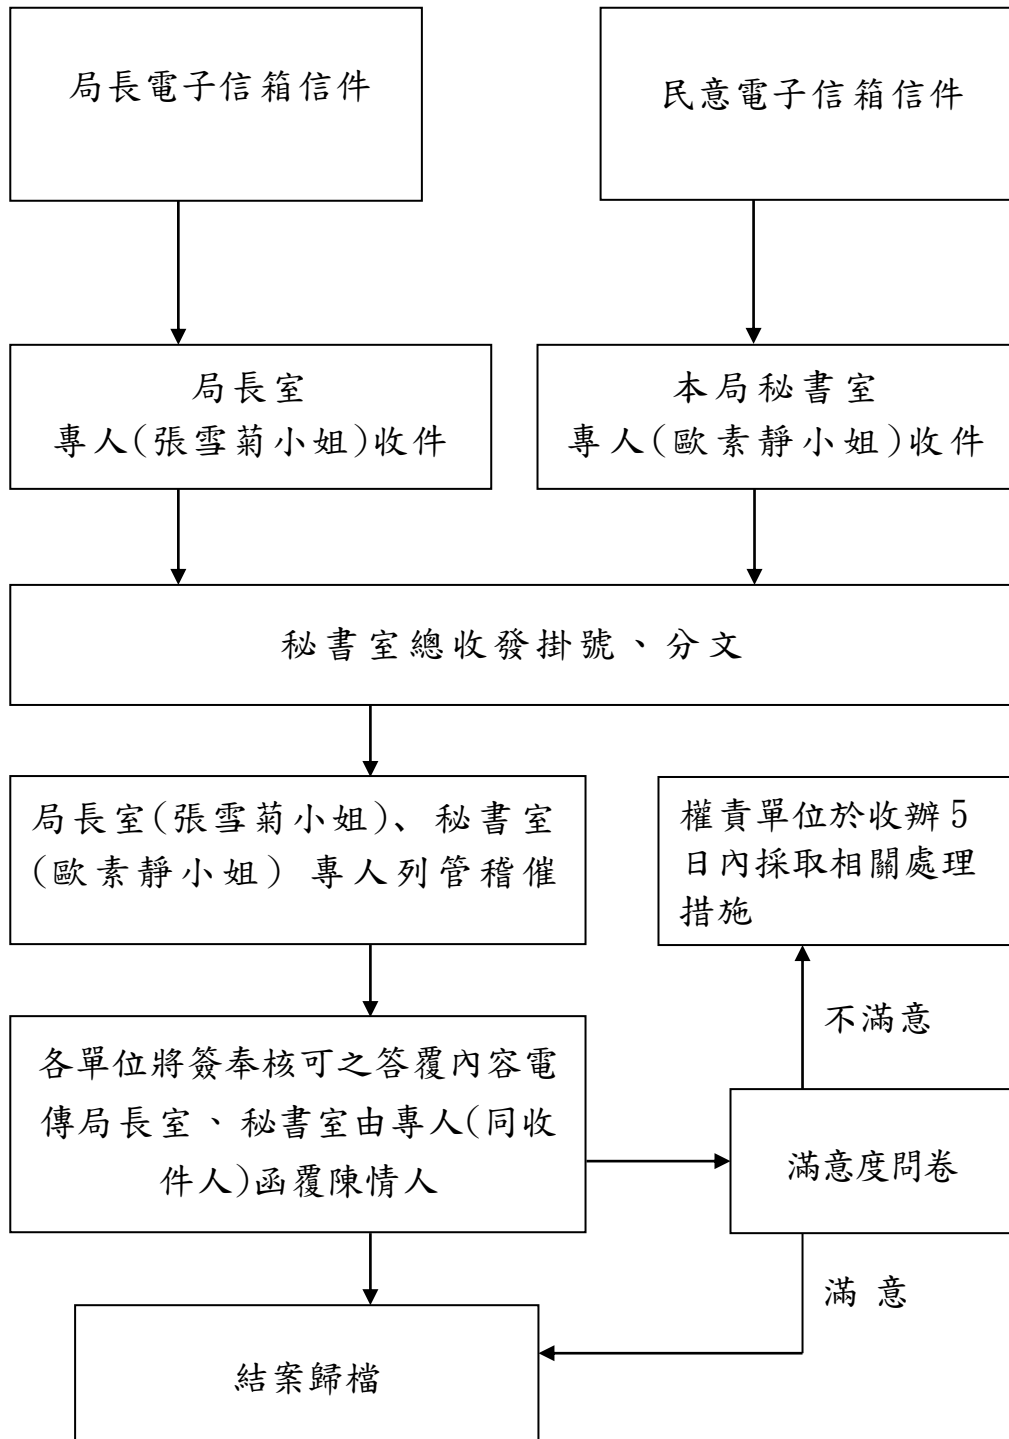 局長電子信箱信件
民意電子信箱信件
局長室
專人(張雪菊小姐)收件
本局秘書室
專人(歐素靜小姐)收件
秘書室總收發掛號、分文
局長室(張雪菊小姐)、秘書室
(歐素靜小姐) 專人列管稽催
權責單位於收辦5
日內採取相關處理
措施
不滿意
各單位將簽奉核可之答覆內容電
傳局長室、秘書室由專人(同收
件人)函覆陳情人
滿意度問卷
滿 意
結案歸檔